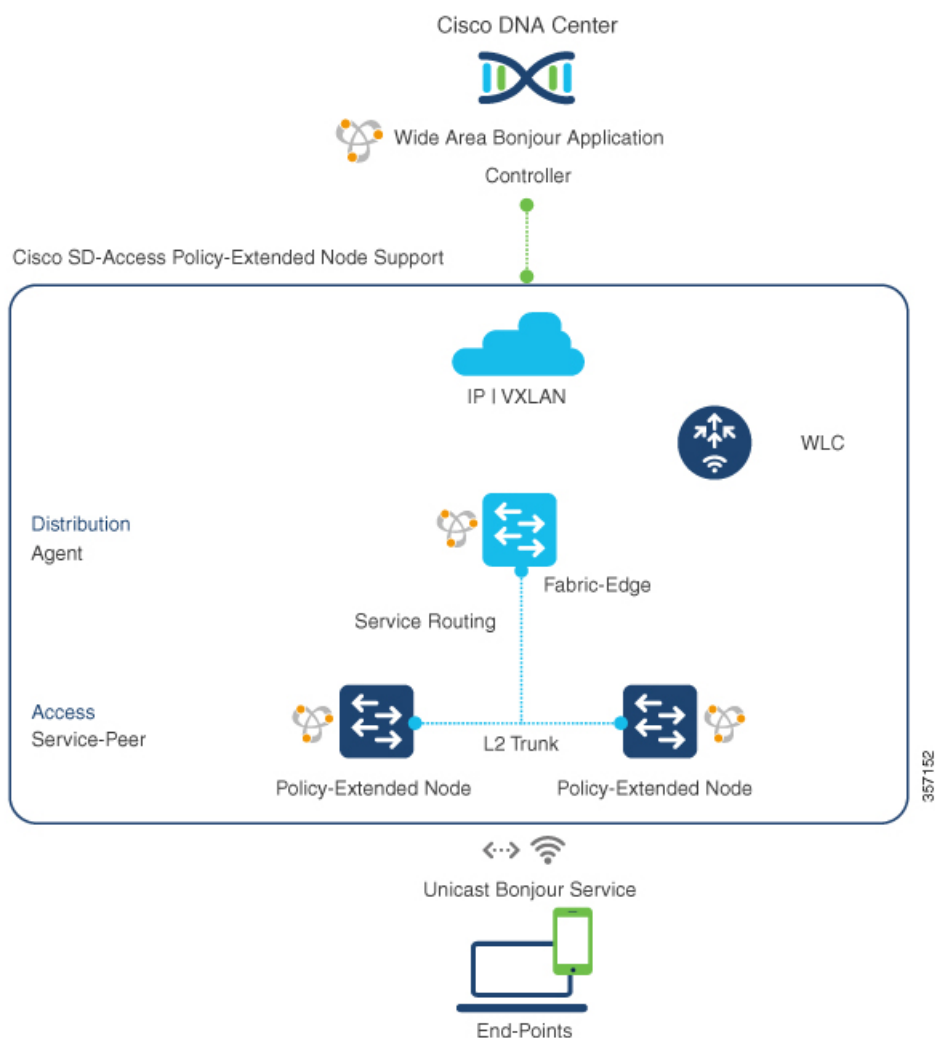 Cisco DNA Center
Wide Area Bonjour Application
Controller
Cisco SD-Access Policy-Extended Node Support
IP | VXLAN
WLC
Distribution
Agent
Fabric-Edge
Service Routing
Access
Service-Peer
L2 Trunk
Policy-Extended Node
Policy-Extended Node
357152
Unicast Bonjour Service
End-Points